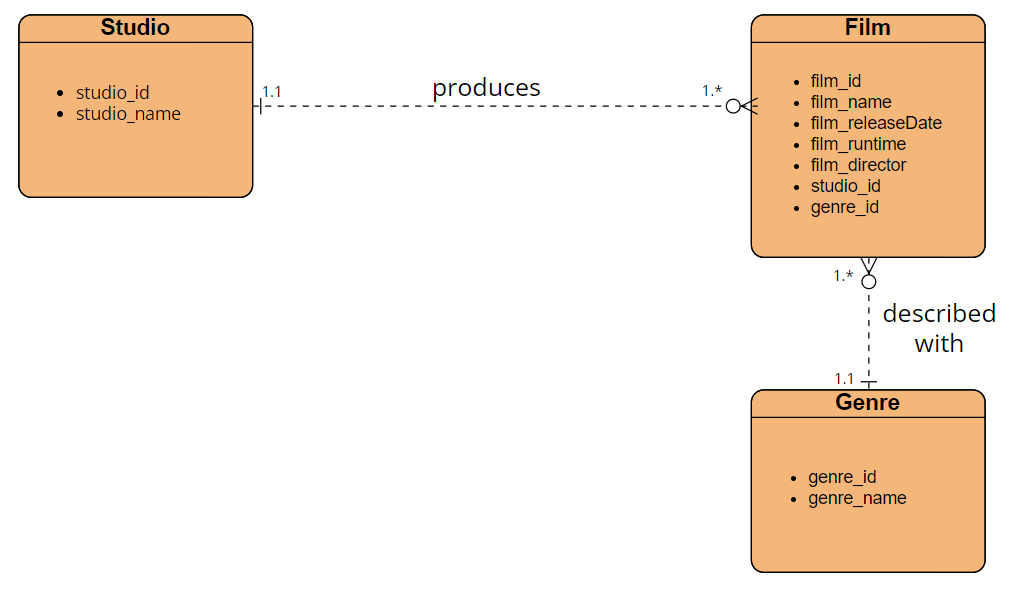 Studio
studio_id
studio_name
1.1
produces
1.*
Film
film_id
film_name
film_releaseDate
film_runtime
film_director
studio_id
genre_id
1.*
described
with
1.1
Genre
genre_id
genre_name